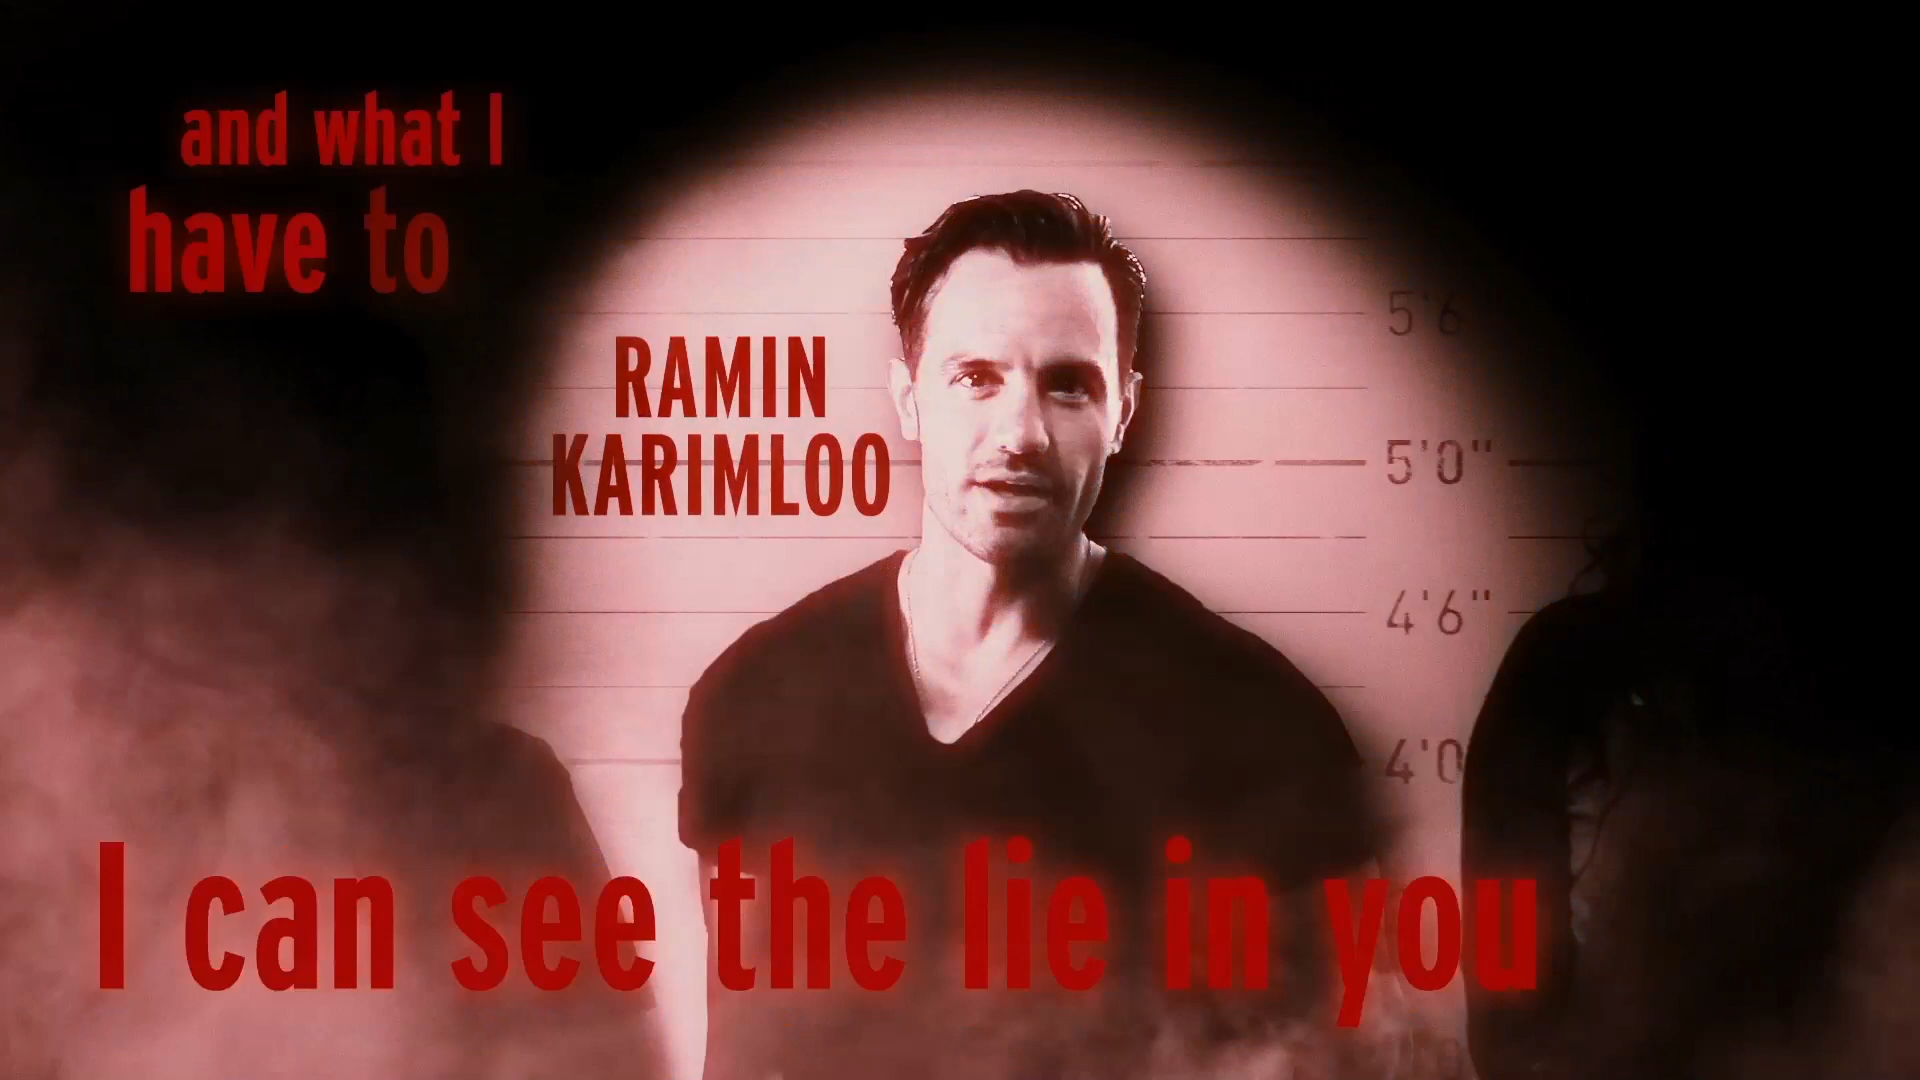 and what I
have to
RAMIN
KARIMLOO
5'6
5'0"
4'6"
4'0
I can see the lie in you